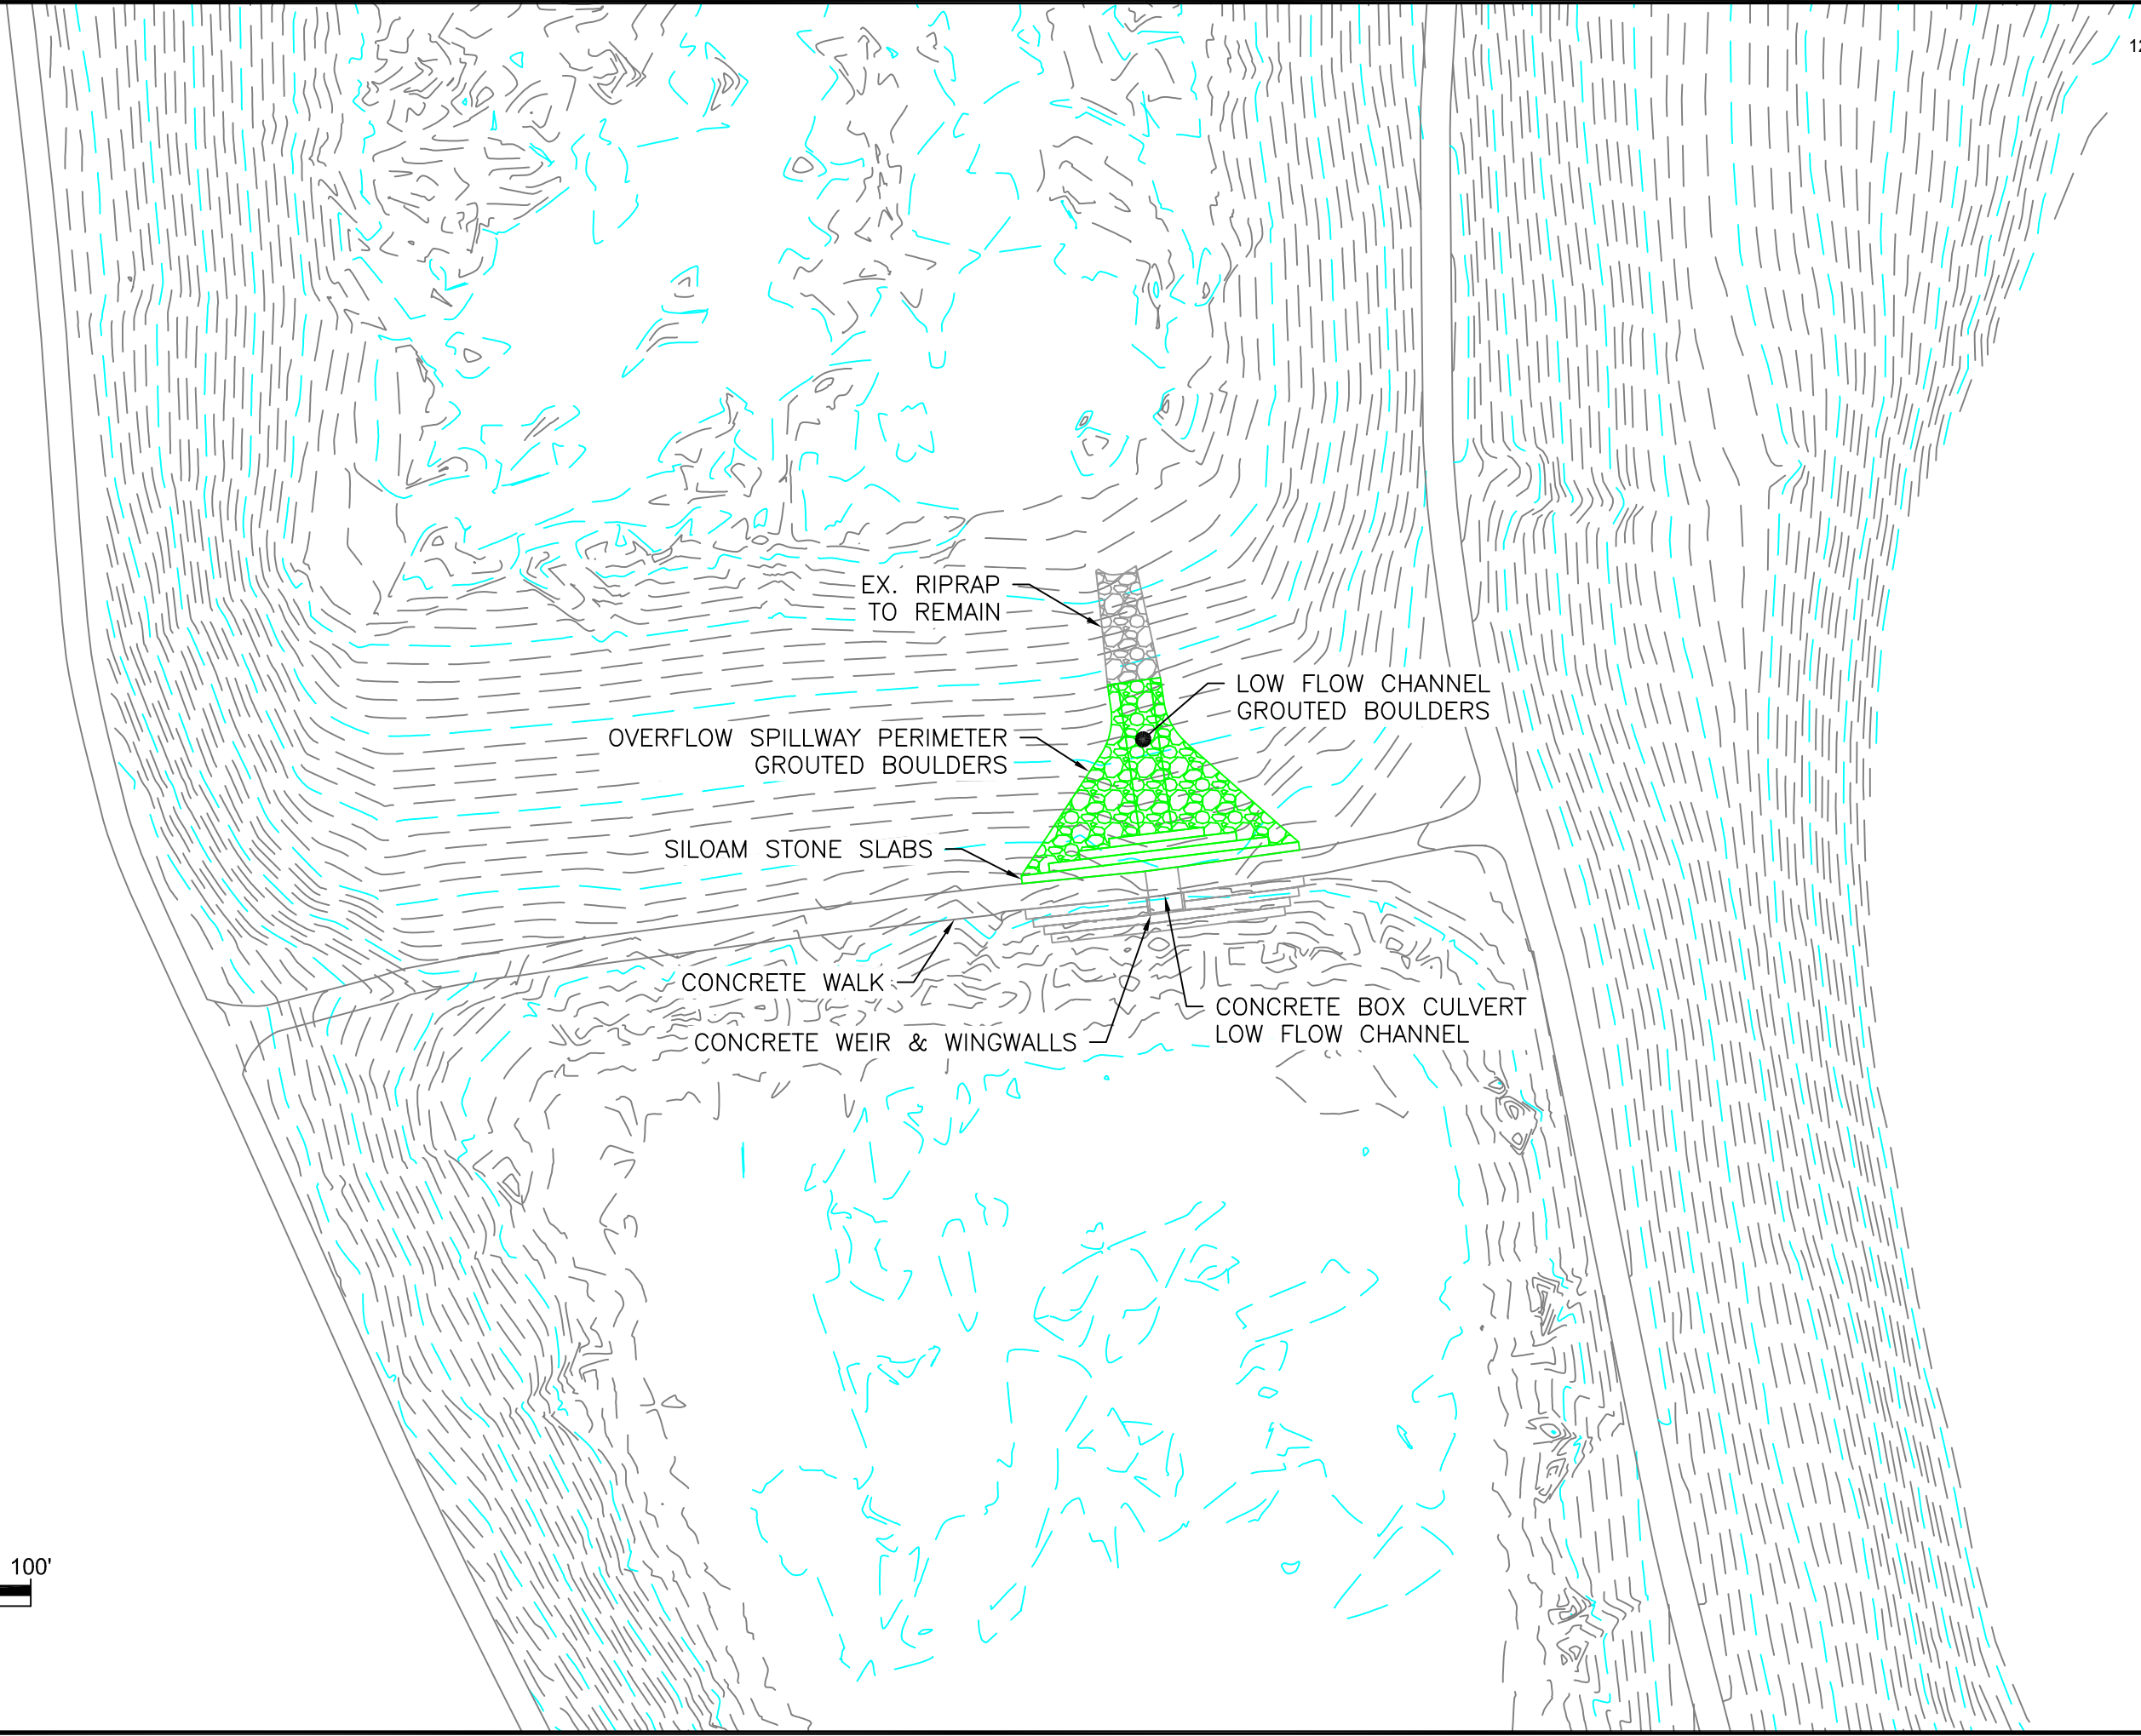 EX. RIPRAP
TO REMAIN
LOW FLOW CHANNEL
GROUTED BOULDERS
OVERFLOW SPILLWAY PERIMETER
GROUTED BOULDERS
SILOAM STONE SLABS
CONCRETE WALK
CONCRETE BOX CULVERT
LOW FLOW CHANNEL
CONCRETE WEIR & WINGWALLS
100'